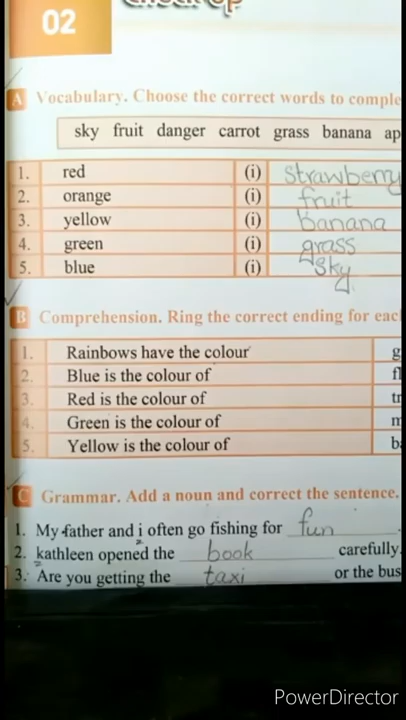 02
Check-up
A Vocabulary. Choose the correct words to comple
sky fruit danger carrot grass banana ap
1. red (i) strawberry
2. orange (i) fruit
3. yellow (i) banana
4. green (i) grass
5. blue (i) sky
B Comprehension. Ring the correct ending for eac
1. Rainbows have the colour g
2. Blue is the colour of fl
3. Red is the colour of tr
4. Green is the colour of m
5. Yellow is the colour of ba
C Grammar. Add a noun and correct the sentence.
1. My father and i often go fishing for fun.
2. kathleen opened the book carefully.
3. Are you getting the taxi or the bus
PowerDirector